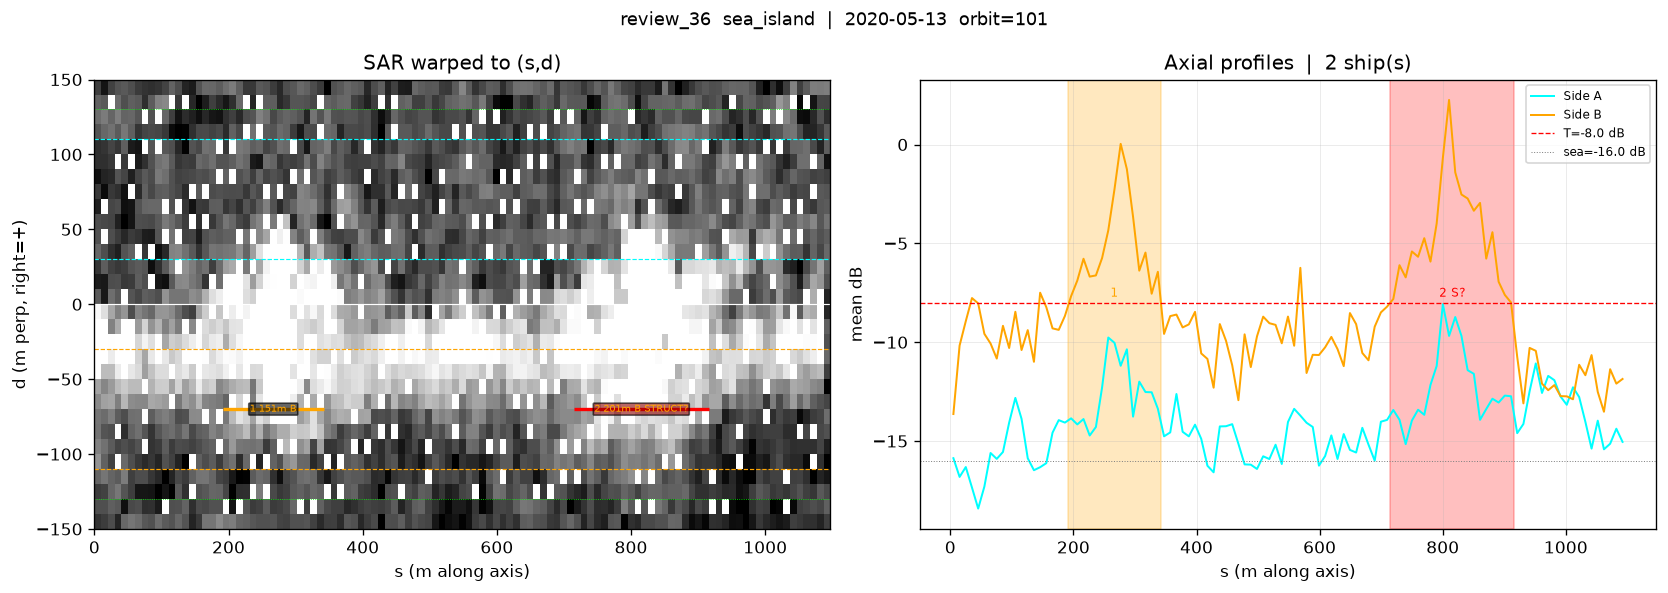 review_36  sea_island  |  2020-05-13  orbit=101
SAR warped to (s,d)
d (m perp, right=+)
150
100
50
0
−50
−100
−150
1 151m B
2 201m B STRUCT?
0
200
400
600
800
1000
s (m along axis)
Axial profiles  |  2 ship(s)
mean dB
0
−5
−10
−15
1
2 S?
Side A
Side B
T=-8.0 dB
sea=-16.0 dB
0
200
400
600
800
1000
s (m along axis)